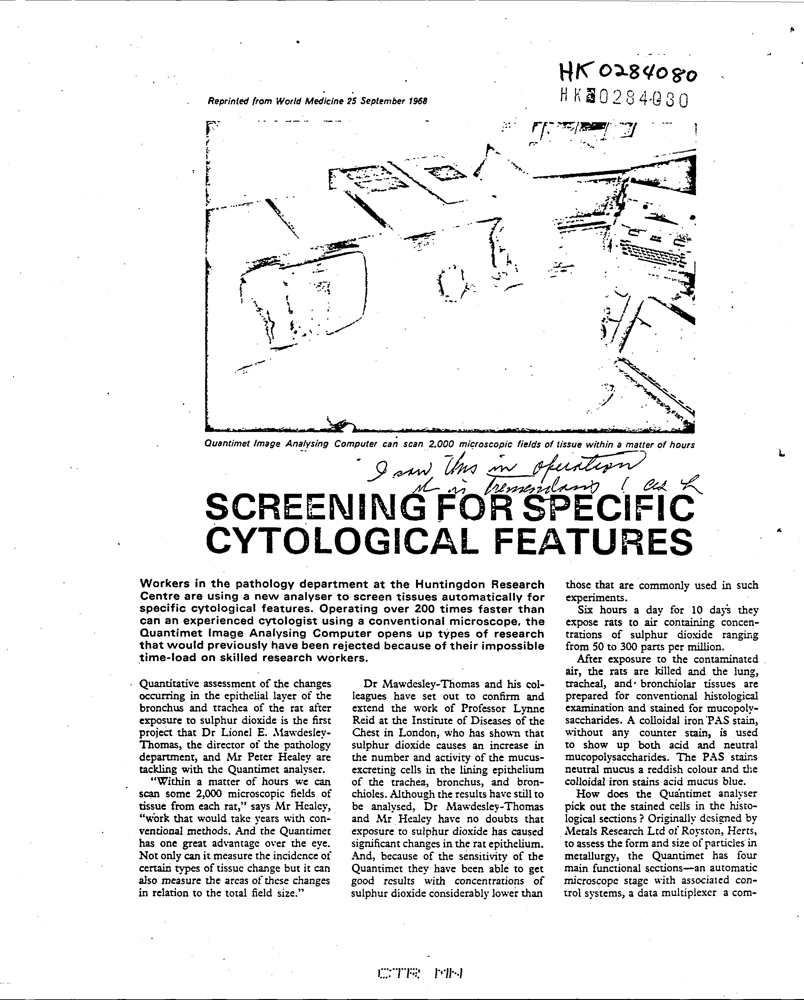 HK0284080
HK00284030
Reprinted from World Medicine 25 September 1968
Quantimet Image Analysing Computer can scan 2,000 microscopic fields of tissue within a matter of hours
I saw this in operation
it is tremendous!
SCREENING FOR SPECIFIC
CYTOLOGICAL FEATURES
Workers in the pathology department at the Huntingdon Research
Centre are using a new analyser to screen tissues automatically for
specific cytological features. Operating over 200 times faster than
can an experienced cytologist using a conventional microscope, the
Quantimet Image Analysing Computer opens up types of research
that would previously have been rejected because of their impossible
time-load on skilled research workers.
Quantitative assessment of the changes
occurring in the epithelial layer of the
bronchus and trachea of the rat after
exposure to sulphur dioxide is the first
project that Dr Lionel E. Mawdesley-
Thomas, the director of the pathology
department, and Mr Peter Healey are
tackling with the Quantimet analyser.
"Within a matter of hours we can
scan some 2,000 microscopic fields of
tissue from each rat," says Mr Healey,
"work that would take years with con-
ventional methods. And the Quantimet
has one great advantage over the eye.
Not only can it measure the incidence of
certain types of tissue change but it can
also measure the areas of these changes
in relation to the total field size."
Dr Mawdesley-Thomas and his col-
leagues have set out to confirm and
extend the work of Professor Lynne
Reid at the Institute of Diseases of the
Chest in London, who has shown that
sulphur dioxide causes an increase in
the number and activity of the mucus-
excreting cells in the lining epithelium
of the trachea, bronchus, and bron-
chioles. Although the results have still to
be analysed, Dr Mawdesley-Thomas
and Mr Healey have no doubts that
exposure to sulphur dioxide has caused
significant changes in the rat epithelium.
And, because of the sensitivity of the
Quantimet they have been able to get
good results with concentrations of
sulphur dioxide considerably lower than
those that are commonly used in such
experiments.
Six hours a day for 10 days they
expose rats to air containing concen-
trations of sulphur dioxide ranging
from 50 to 300 parts per million.
After exposure to the contaminated
air, the rats are killed and the lung,
tracheal, and bronchiolar tissues are
prepared for conventional histological
examination and stained for mucopoly-
saccharides. A colloidal iron PAS stain,
without any counter stain, is used
to show up both acid and neutral
mucopolysaccharides. The PAS stains
neutral mucus a reddish colour and the
colloidal iron stains acid mucus blue.
How does the Quantimet analyser
pick out the stained cells in the histo-
logical sections? Originally designed by
Metals Research Ltd of Royston, Herts,
to assess the form and size of particles in
metallurgy, the Quantimet has four
main functional sections—an automatic
microscope stage with associated con-
trol systems, a data multiplexer a com-
CTR MN